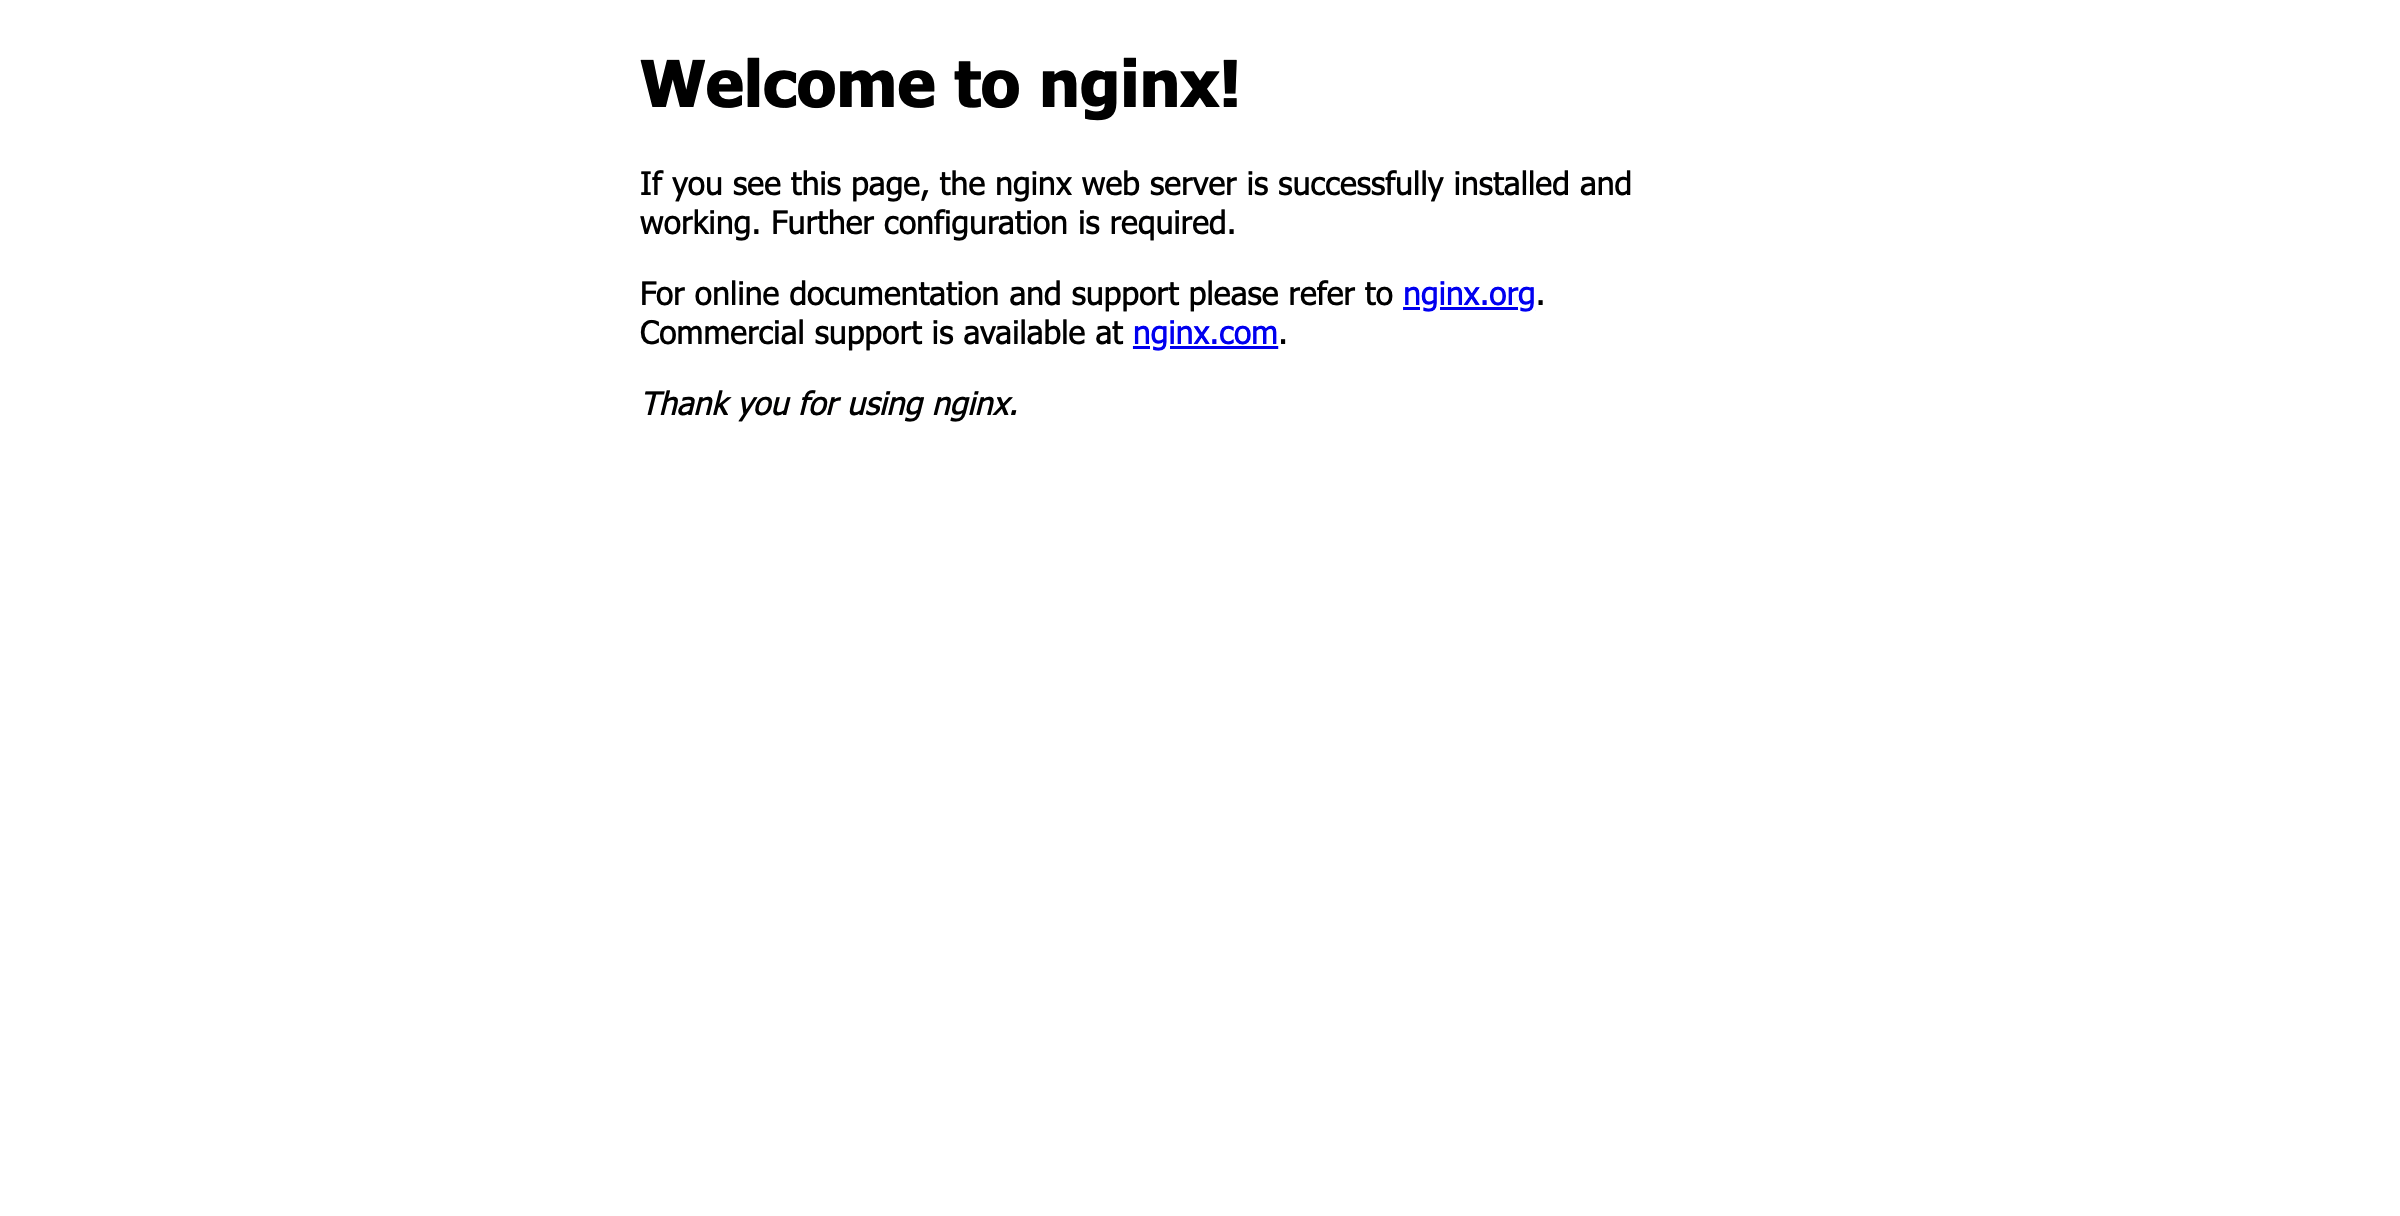 Welcome to nginx!
If you see this page, the nginx web server is successfully installed and
working. Further configuration is required.
For online documentation and support please refer to nginx.org.
Commercial support is available at nginx.com.
Thank you for using nginx.